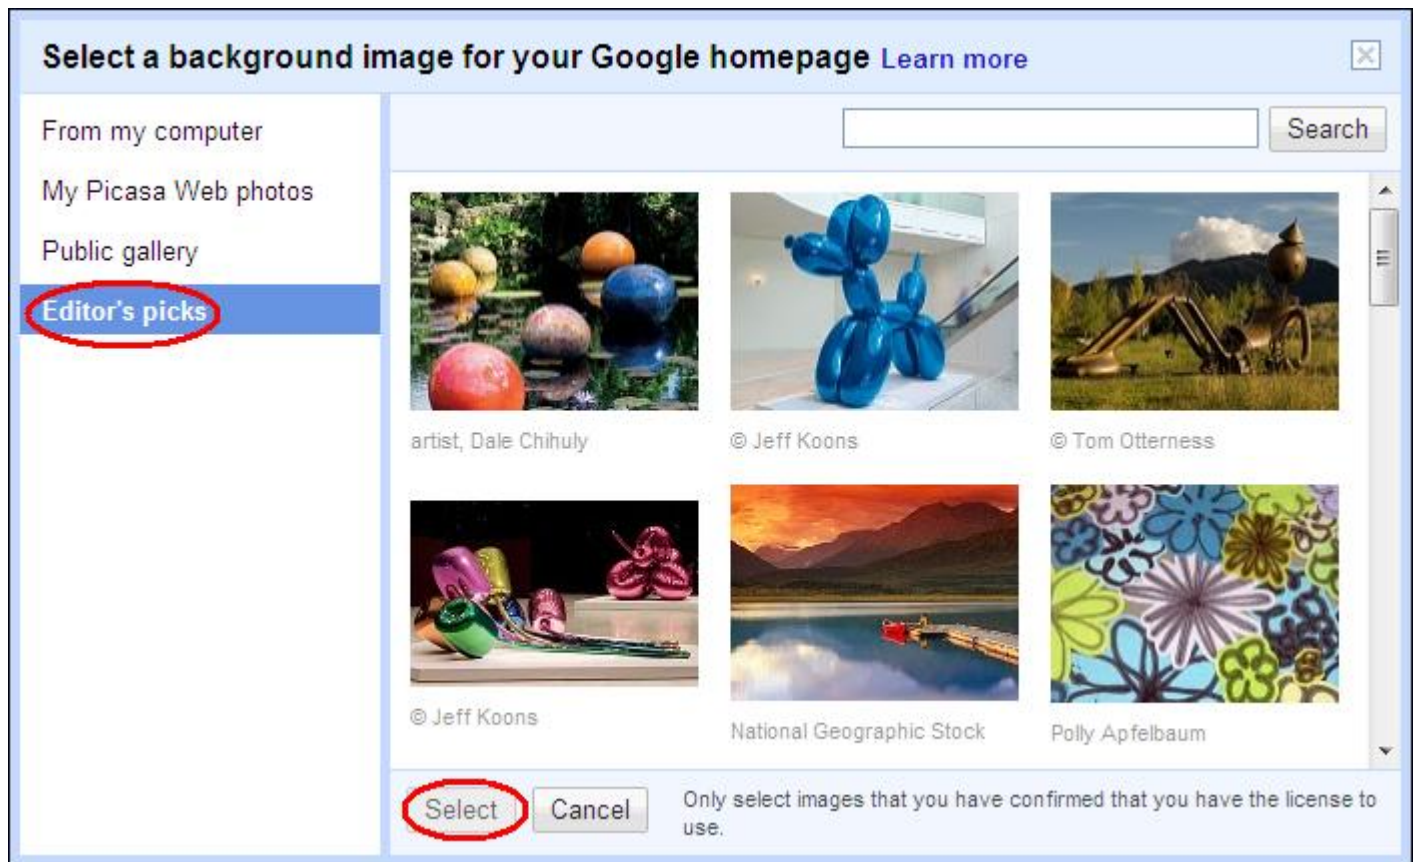 Select a background image for your Google homepage Learn more
From my computer
My Picasa Web photos
Public gallery
Editor's picks
Search
artist, Dale Chihuly
© Jeff Koons
© Tom Otterness
© Jeff Koons
National Geographic Stock
Polly Apfelbaum
Select
Cancel
Only select images that you have confirmed that you have the license to
use.